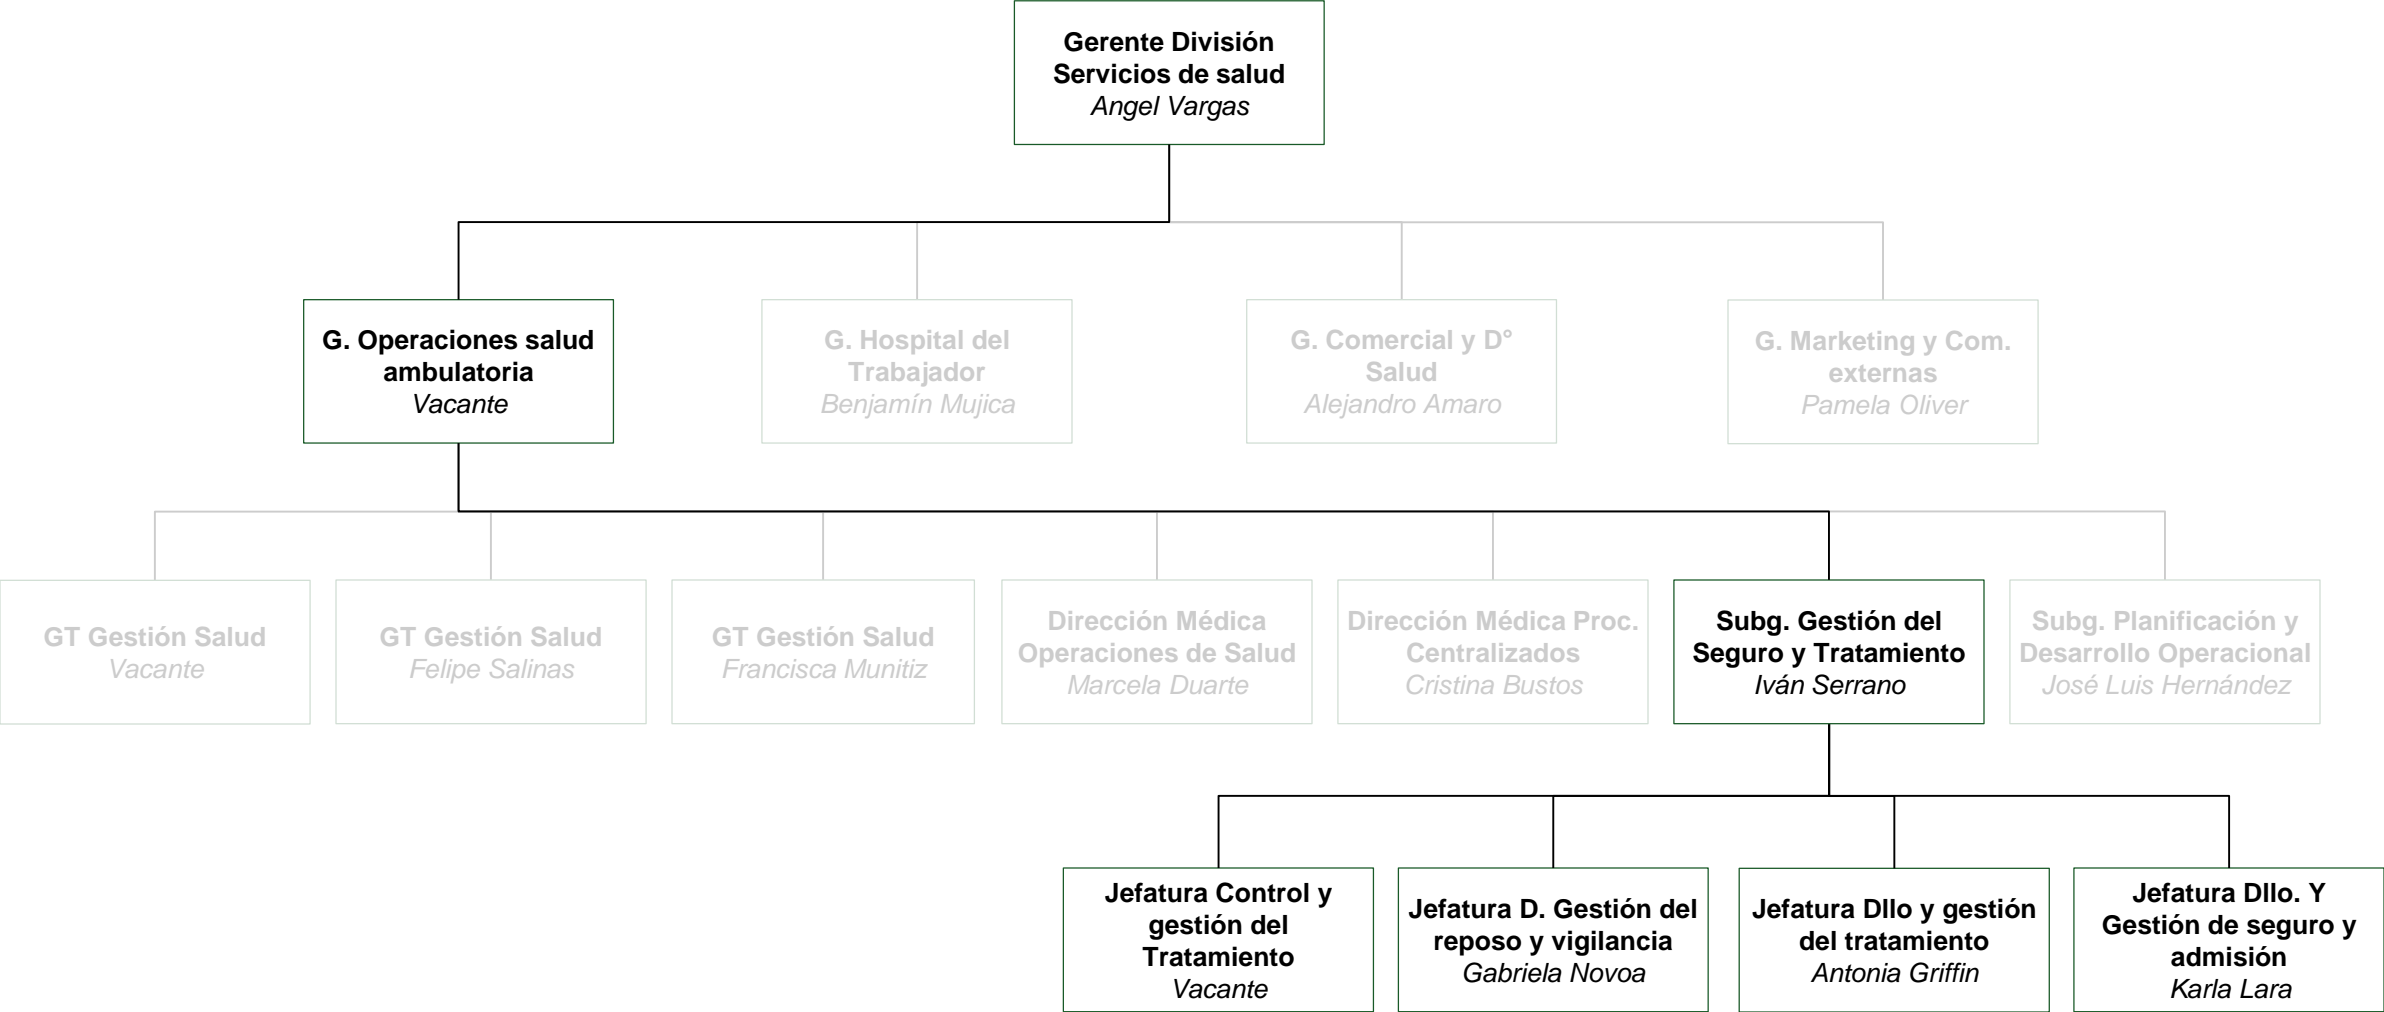 Gerente División
Servicios de salud
Angel Vargas
G. Operaciones salud
ambulatoria
Vacante
G. Hospital del
Trabajador
Benjamín Mujica
G. Comercial y D°
Salud
Alejandro Amaro
G. Marketing y Com.
externas
Pamela Oliver
GT Gestión Salud
Vacante
GT Gestión Salud
Felipe Salinas
GT Gestión Salud
Francisca Munitiz
Dirección Médica
Operaciones de Salud
Marcela Duarte
Dirección Médica Proc.
Centralizados
Cristina Bustos
Subg. Gestión del
Seguro y Tratamiento
Iván Serrano
Subg. Planificación y
Desarrollo Operacional
José Luis Hernández
Jefatura Control y
gestión del
Tratamiento
Vacante
Jefatura D. Gestión del
reposo y vigilancia
Gabriela Novoa
Jefatura Dllo y gestión
del tratamiento
Antonia Griffin
Jefatura Dllo. Y
Gestión de seguro y
admisión
Karla Lara